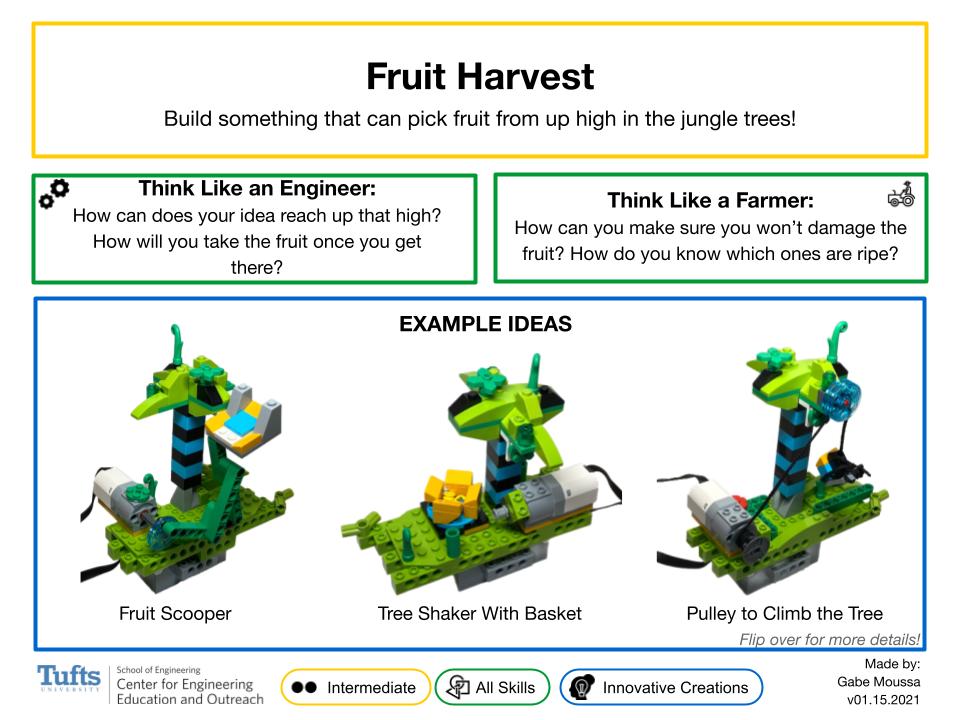 Fruit Harvest
Build something that can pick fruit from up high in the jungle trees!
Think Like an Engineer:
How can does your idea reach up that high?
How will you take the fruit once you get
there?
Think Like a Farmer:
How can you make sure you won’t damage the
fruit? How do you know which ones are ripe?
EXAMPLE IDEAS
Fruit Scooper
Tree Shaker With Basket
Pulley to Climb the Tree
Flip over for more details!
Tufts
UNIVERSITY
School of Engineering
Center for Engineering
Education and Outreach
Intermediate
All Skills
Innovative Creations
Made by:
Gabe Moussa
v01.15.2021